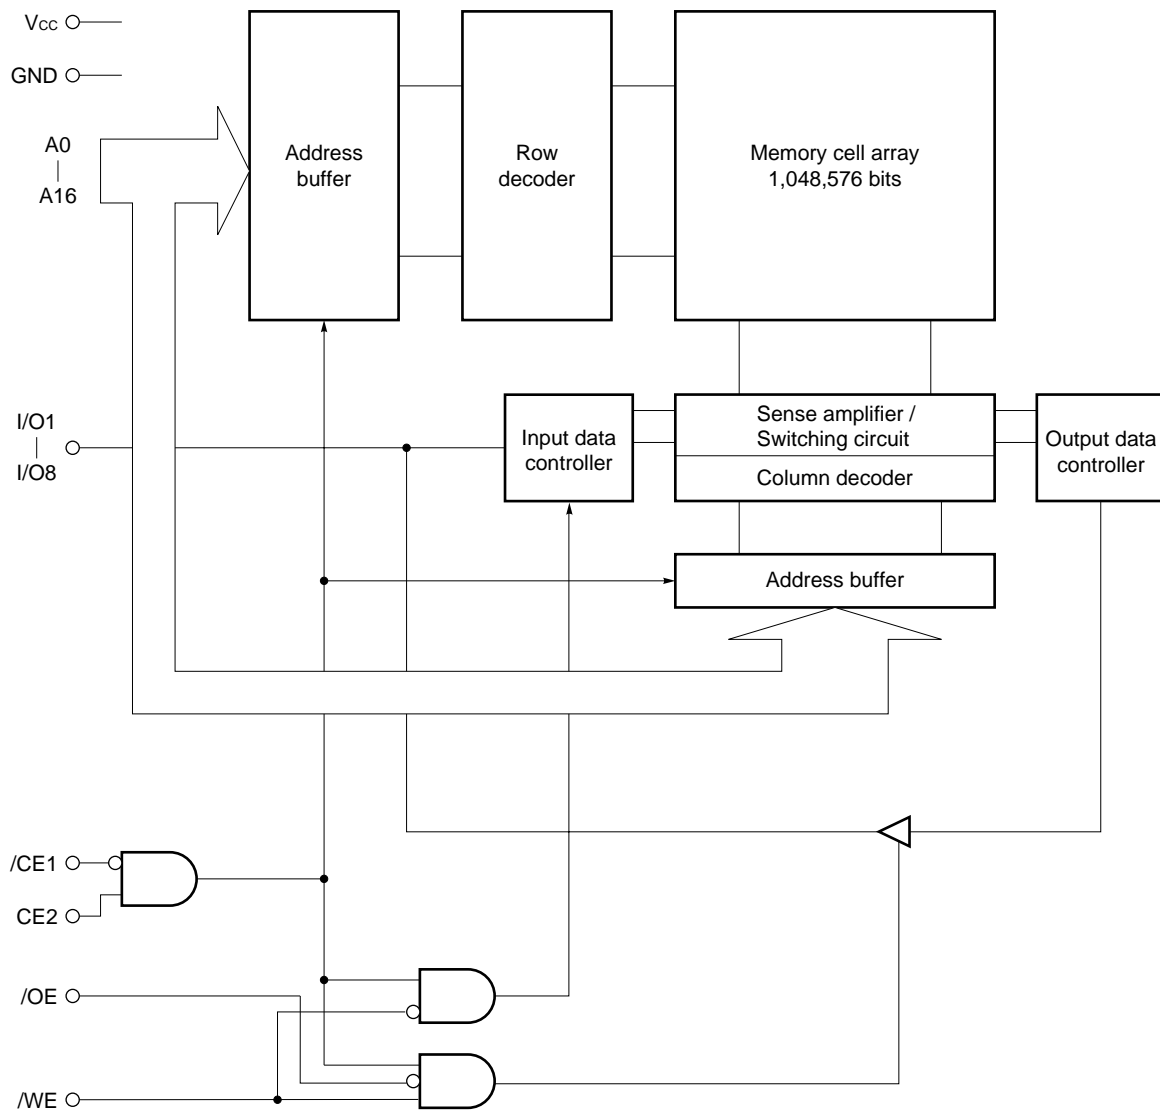 Vcc
GND
A0
A16
Address
buffer
Row
decoder
Memory cell array
1,048,576 bits
I/O1
I/O8
Input data
controller
Sense amplifier /
Switching circuit
Column decoder
Output data
controller
Address buffer
/CE1
CE2
/OE
/WE